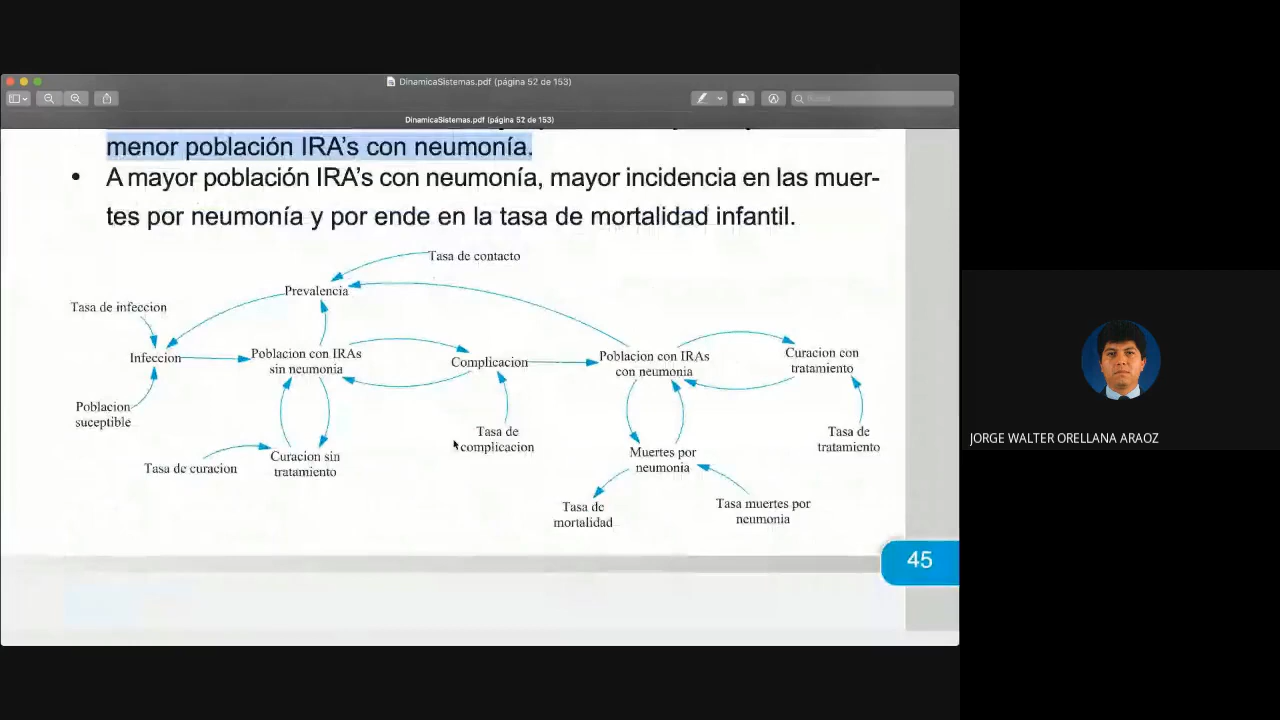 DinamicaSistemas.pdf (página 52 de 153)
DinamicaSistemas.pdf (página 52 de 153)
menor población IRA's con neumonía.
• A mayor población IRA's con neumonía, mayor incidencia en las muer-
tes por neumonía y por ende en la tasa de mortalidad infantil.
Tasa de contacto
Prevalencia
Tasa de infeccion
Infeccion
Poblacion con IRAs
sin neumonia
Complicacion
Poblacion con IRAs
con neumonia
Curacion con
tratamiento
Poblacion
suceptible
Tasa de curacion
Curacion sin
tratamiento
Tasa de
complicacion
Muertes por
neumonia
Tasa de
tratamiento
Tasa de
mortalidad
Tasa muertes por
neumonia
45
JORGE WALTER ORELLANA ARAOZ